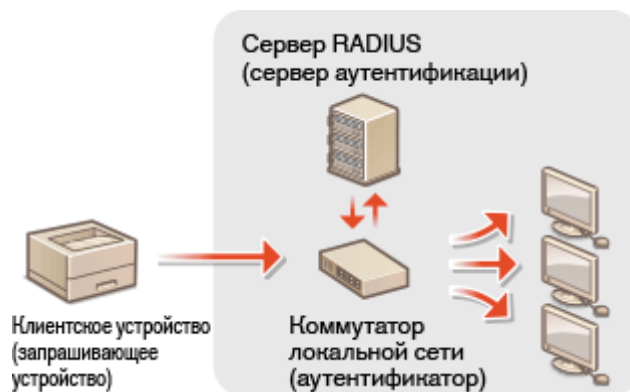 Сервер RADIUS
(сервер аутентификации)
Клиентское устройство
(запрашивающее
устройство)
Коммутатор
локальной сети
(аутентификатор)